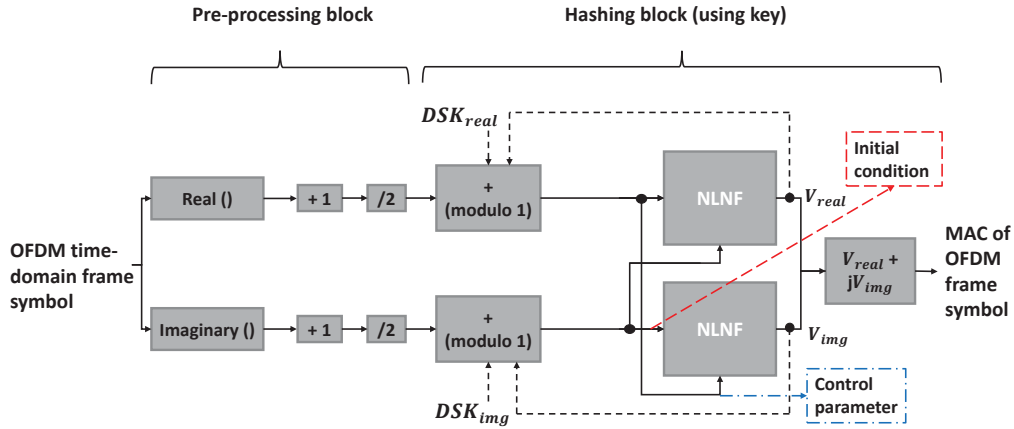 Pre-processing block
Hashing block (using key)
DSK_real
Initial
condition
Real ()
+ 1
/2
+
(modulo 1)
NLNF
V_real
OFDM time-
domain frame
symbol
V_real +
jV_img
MAC of
OFDM
frame
symbol
Imaginary ()
+ 1
/2
+
(modulo 1)
NLNF
V_img
DSK_img
Control
parameter